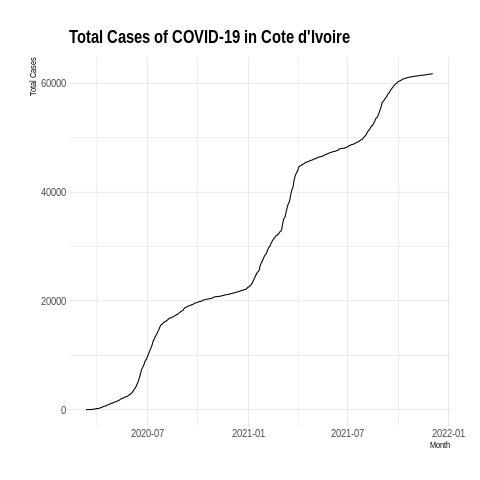 Total Cases of COVID-19 in Cote d'Ivoire
Total Cases
60000
40000
20000
0
2020-07 2021-01 2021-07 2022-01
Month